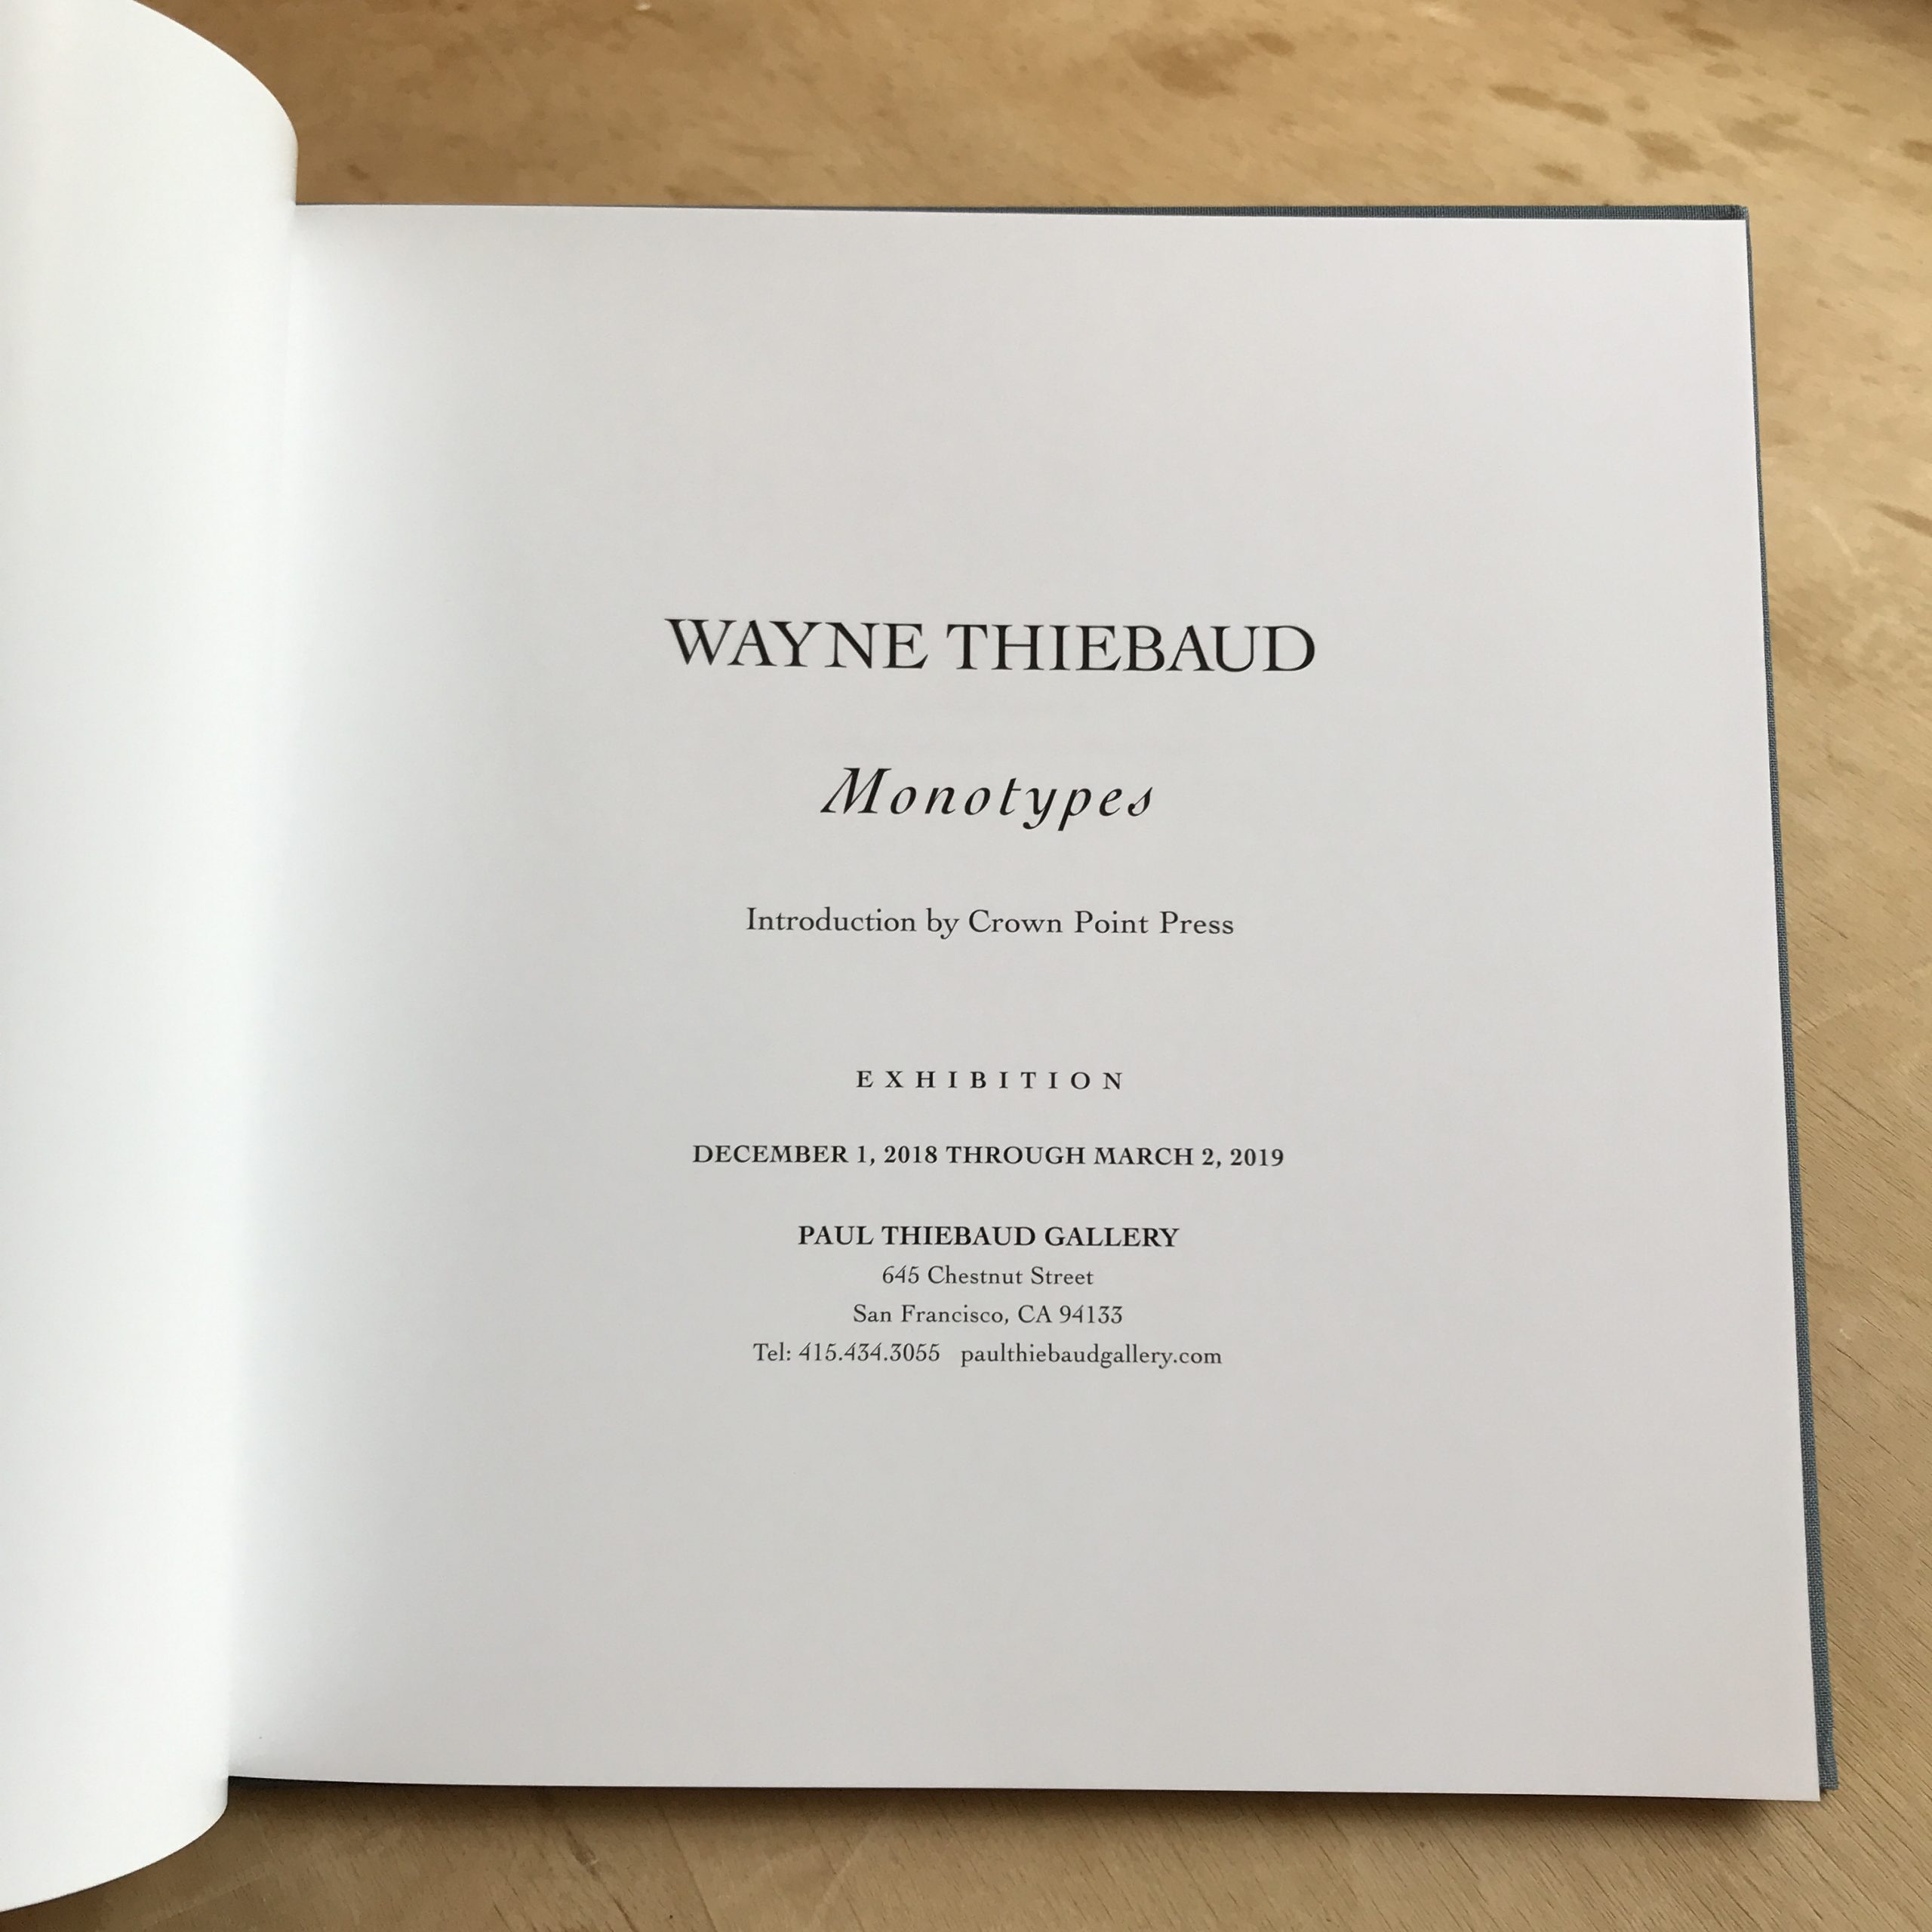 WAYNE THIEBAUD
Monotypes
Introduction by Crown Point Press
EXHIBITION
DECEMBER 1, 2018 THROUGH MARCH 2, 2019
PAUL THIEBAUD GALLERY
645 Chestnut Street
San Francisco, CA 94133
Tel: 415.434.3055 paulthiebaudgallery.com